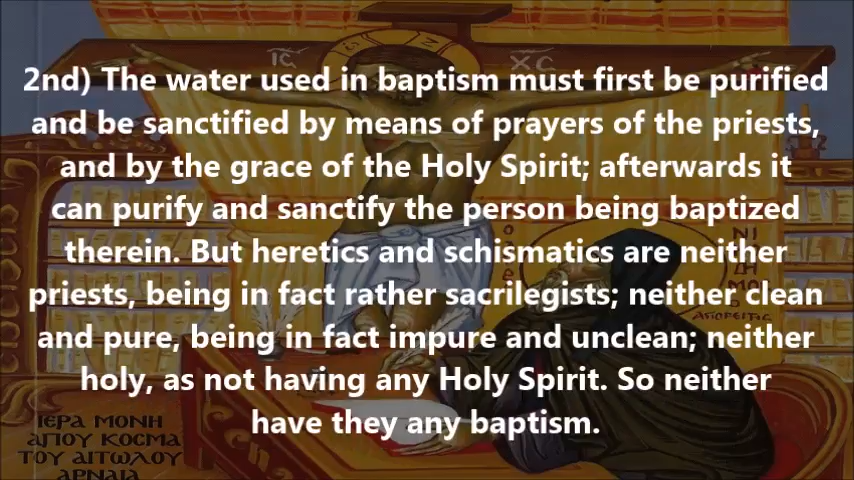 IC XC
2nd) The water used in baptism must first be purified
and be sanctified by means of prayers of the priests,
and by the grace of the Holy Spirit; afterwards it
can purify and sanctify the person being baptized
therein. But heretics and schismatics are neither
priests, being in fact rather sacrilegists; neither clean
and pure, being in fact impure and unclean; neither
holy, as not having any Holy Spirit. So neither
have they any baptism.
ΙΕΡΑ ΜΟΝΗ
ΑΓΙΟΥ ΚΟСΜΑ
ΤΟΥ ΑΙΤΩΛΟΥ
ΑΡΝΑΙΑ